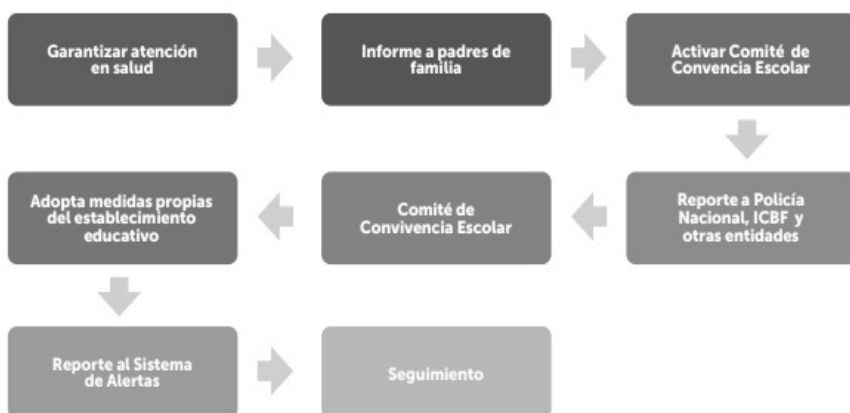 Garantizar atención
en salud
Informe a padres de
familia
Activar Comité de
Convencia Escolar
Reporte a Policía
Nacional, ICBF y
otras entidades
Comité de
Convivencia Escolar
Adopta medidas propias
del establecimiento
educativo
Reporte al Sistema
de Alertas
Seguimiento